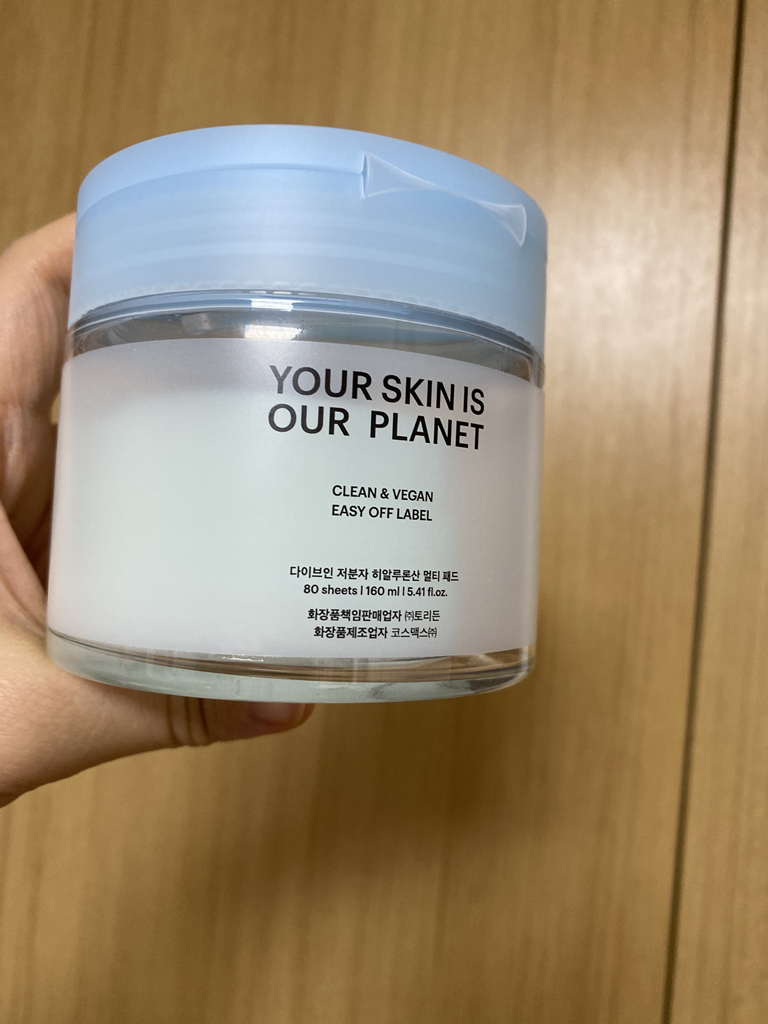 YOUR SKIN IS
OUR PLANET
CLEAN & VEGAN
EASY OFF LABEL
다이브인 저분자 히알루론산 멀티 패드
80 sheets | 160 ml | 5.41 fl.oz.
화장품책임판매업자 ㈜토리든
화장품제조업자 코스맥스㈜